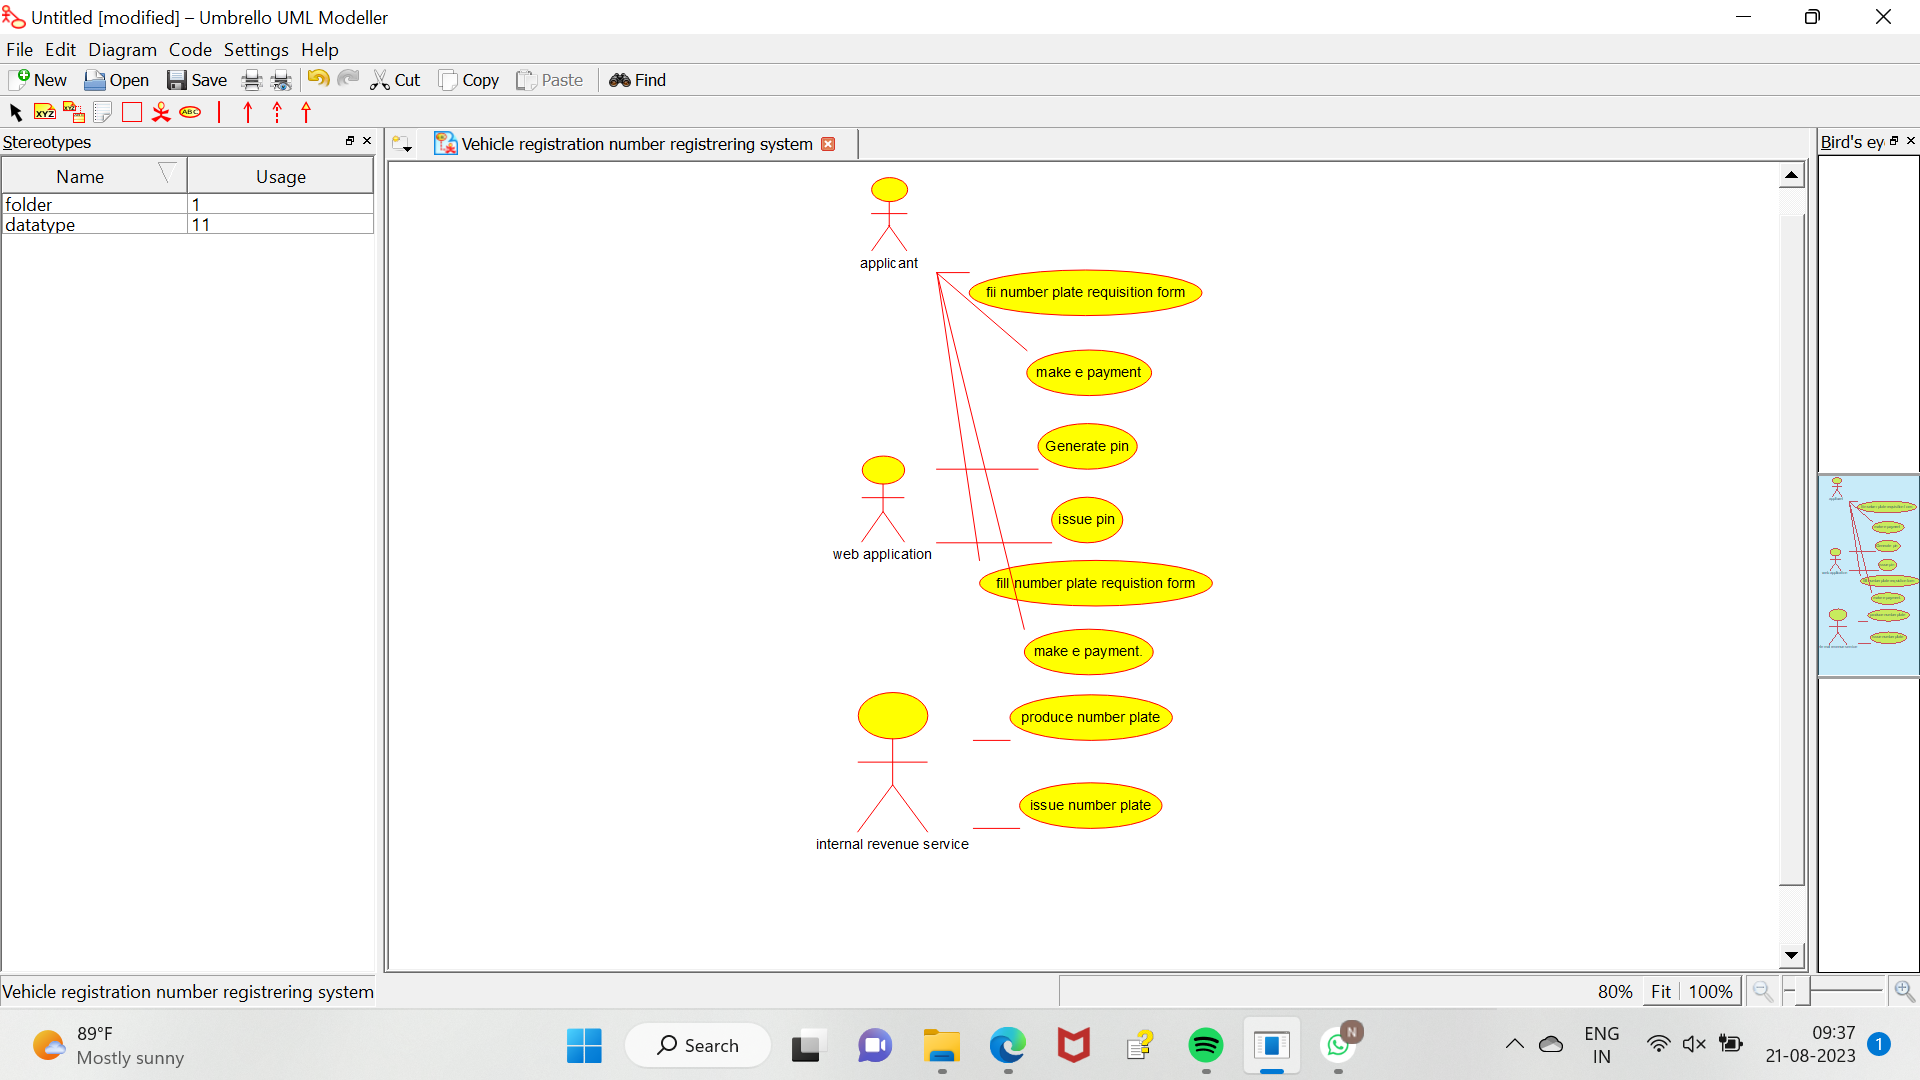 Untitled [modified] – Umbrello UML Modeller
File Edit Diagram Code Settings Help
New Open Save Cut Copy Paste Find
XYZ XYZ ABC
Stereotypes
Name Usage
folder 1
datatype 11
Vehicle registration number registrering system
Bird's ey
applicant
fii number plate requisition form
make e payment
Generate pin
issue pin
web application
fill number plate requistion form
make e payment.
produce number plate
issue number plate
internal revenue service
Vehicle registration number registrering system
80% Fit 100%
89°F
Mostly sunny
Search
N
ENG
IN
09:37
21-08-2023
1